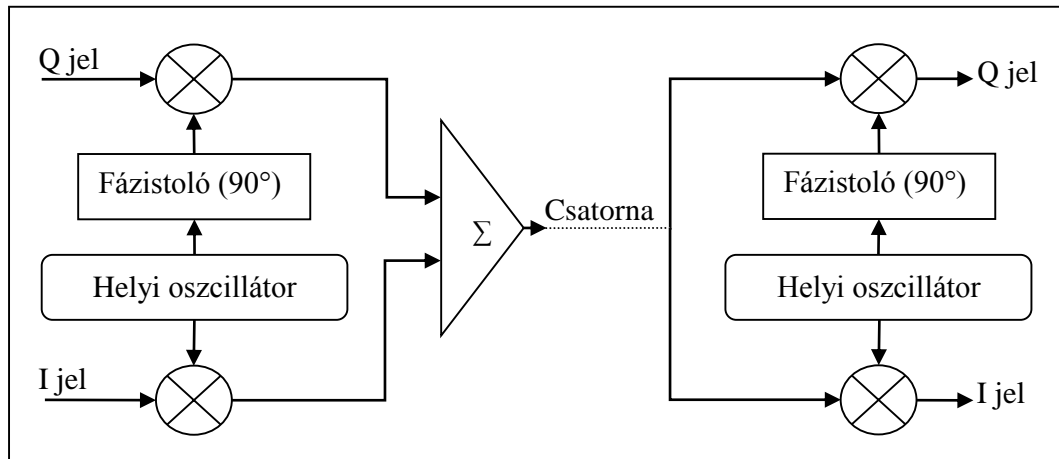 Q jel
Fázistoló (90°)
Helyi oszcillátor
I jel
∑
Csatorna
Q jel
Fázistoló (90°)
Helyi oszcillátor
I jel